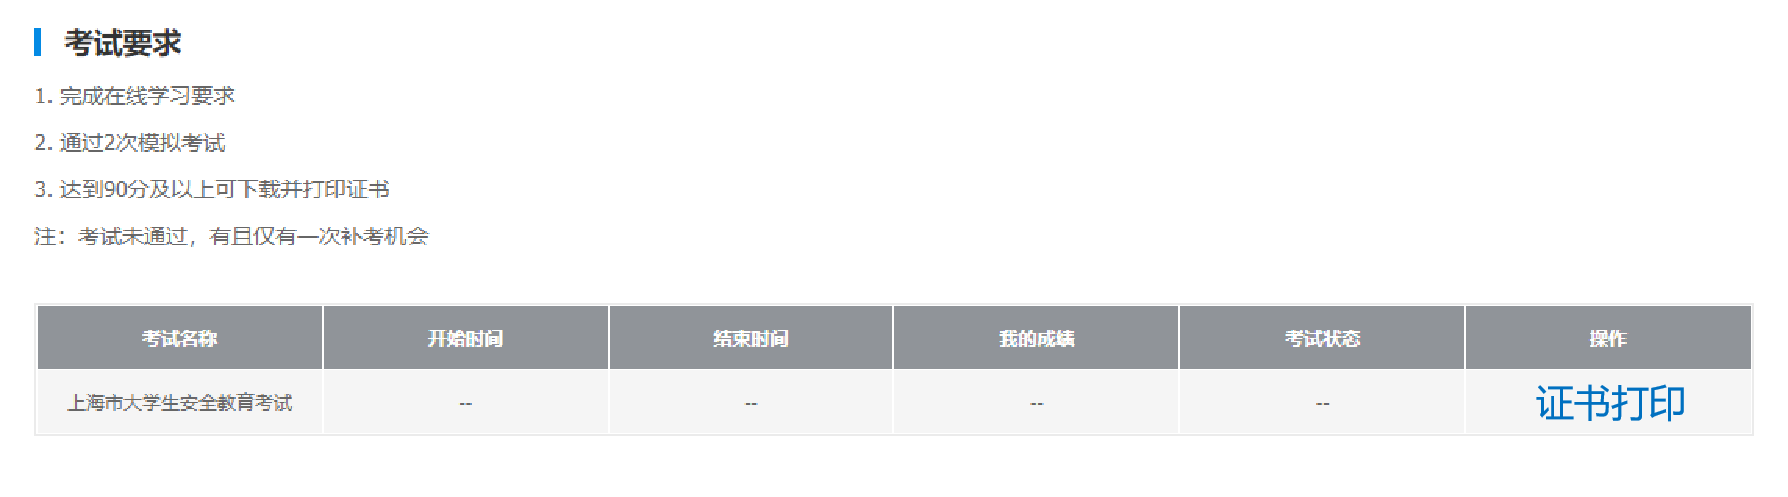 考试要求
1. 完成在线学习要求
2. 通过2次模拟考试
3. 达到90分及以上可下载并打印证书
注：考试未通过，有且仅有一次补考机会
考试名称 开始时间 结束时间 我的成绩 考试状态 操作
上海市大学生安全教育考试 -- -- -- -- 证书打印